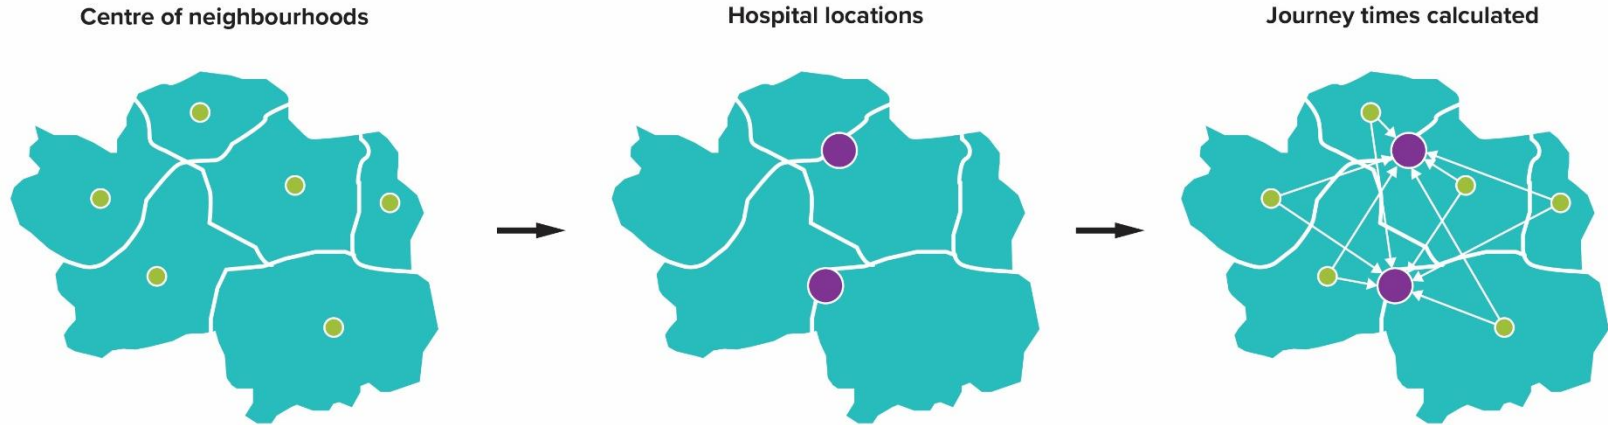 Centre of neighbourhoods
Hospital locations
Journey times calculated